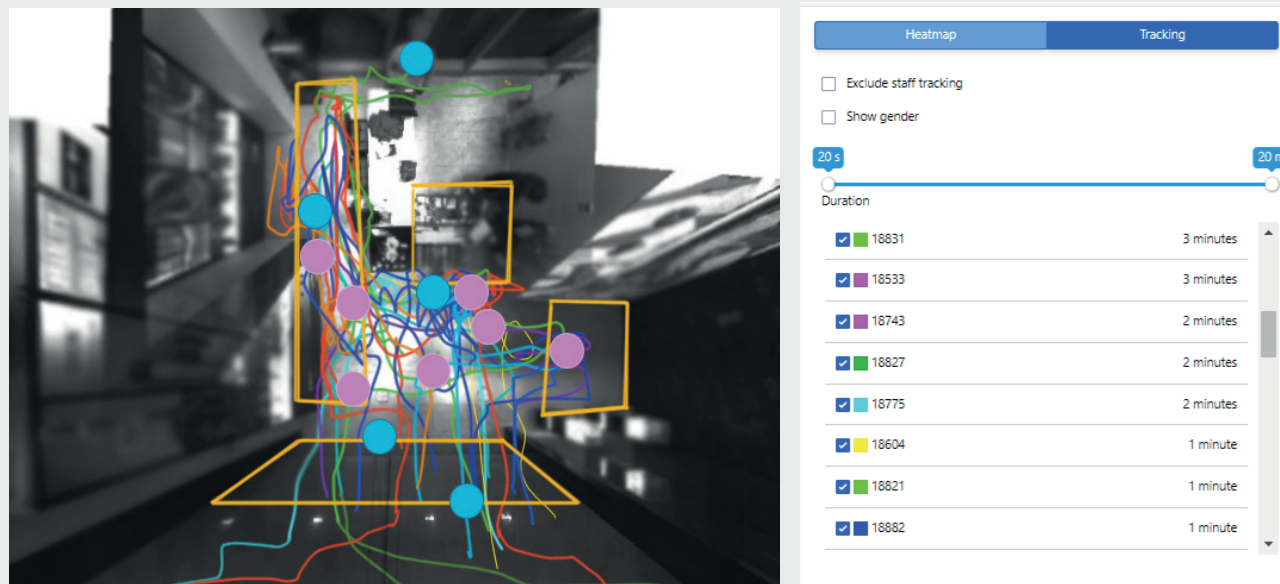 Heatmap Tracking
Exclude staff tracking
Show gender
20 s 20 m
Duration
18831 3 minutes
18533 3 minutes
18743 2 minutes
18827 2 minutes
18775 2 minutes
18604 1 minute
18821 1 minute
18882 1 minute